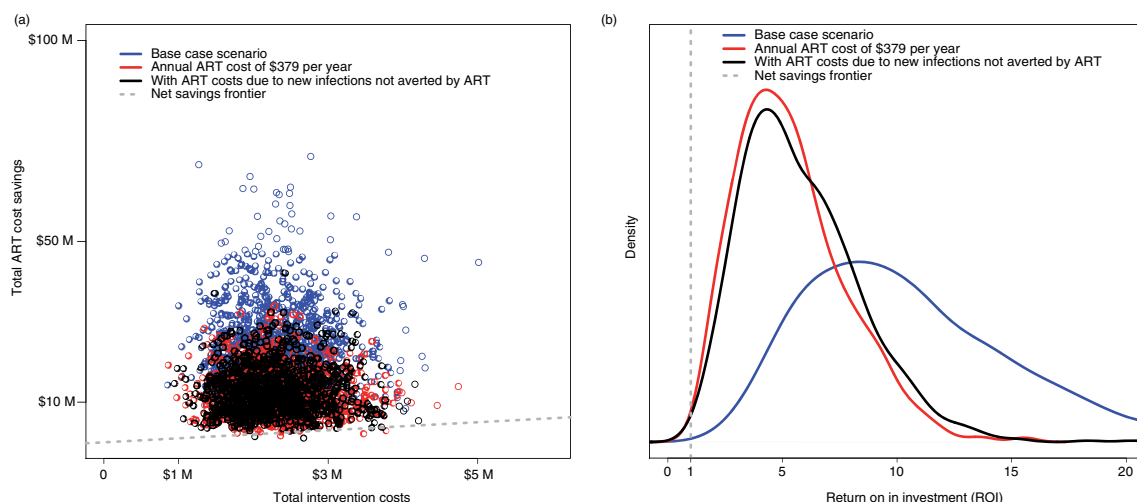 (a)
Base case scenario
Annual ART cost of $379 per year
With ART costs due to new infections not averted by ART
Net savings frontier
$100 M
$50 M
$10 M
Total ART cost savings
0
$1 M
$3 M
$5 M
Total intervention costs
(b)
Base case scenario
Annual ART cost of $379 per year
With ART costs due to new infections not averted by ART
Net savings frontier
Density
0
1
5
10
15
20
Return on in investment (ROI)